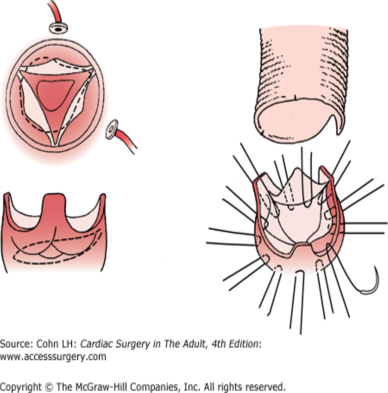 Source: Cohn LH: Cardiac Surgery in The Adult, 4th Edition:
www.accesssurgery.com
Copyright © The McGraw-Hill Companies, Inc. All rights reserved.